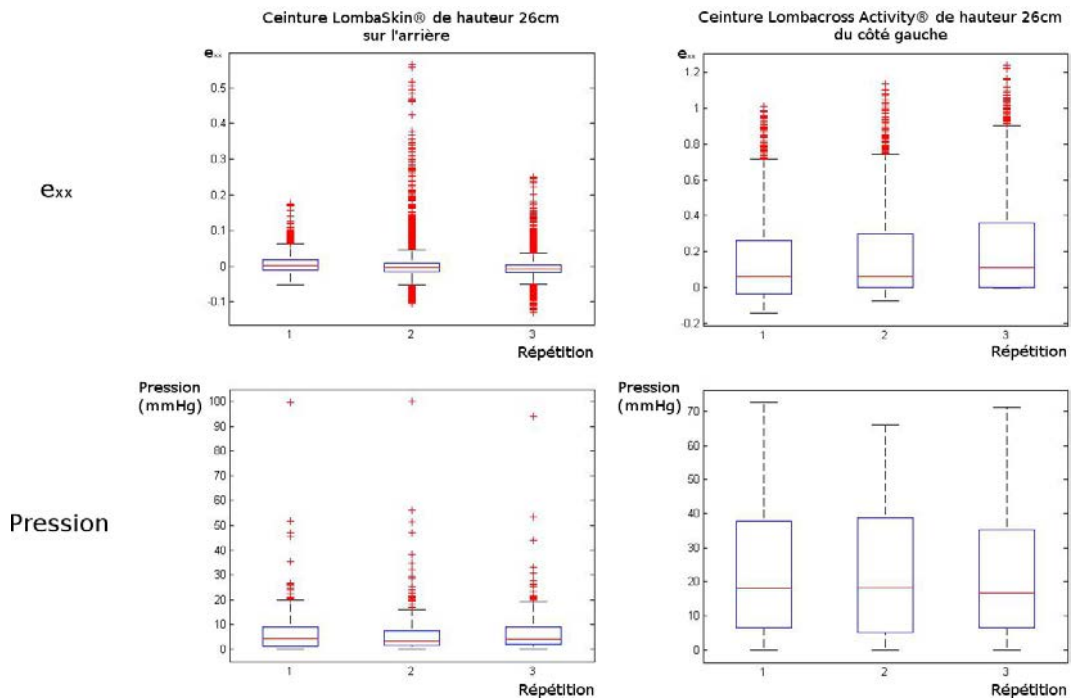 Ceinture LombaSkin® de hauteur 26cm
sur l'arrière
Ceinture Lombacross Activity® de hauteur 26cm
du côté gauche
exx
exx
exx
0.5
0.4
0.3
0.2
0.1
0
-0.1
1 2 3
Répétition
1.2
1
0.8
0.6
0.4
0.2
0
-0.2
1 2 3
Répétition
Pression
Pression
(mmHg)
100
90
80
70
60
50
40
30
20
10
0
1 2 3
Répétition
Pression
(mmHg)
70
60
50
40
30
20
10
0
1 2 3
Répétition